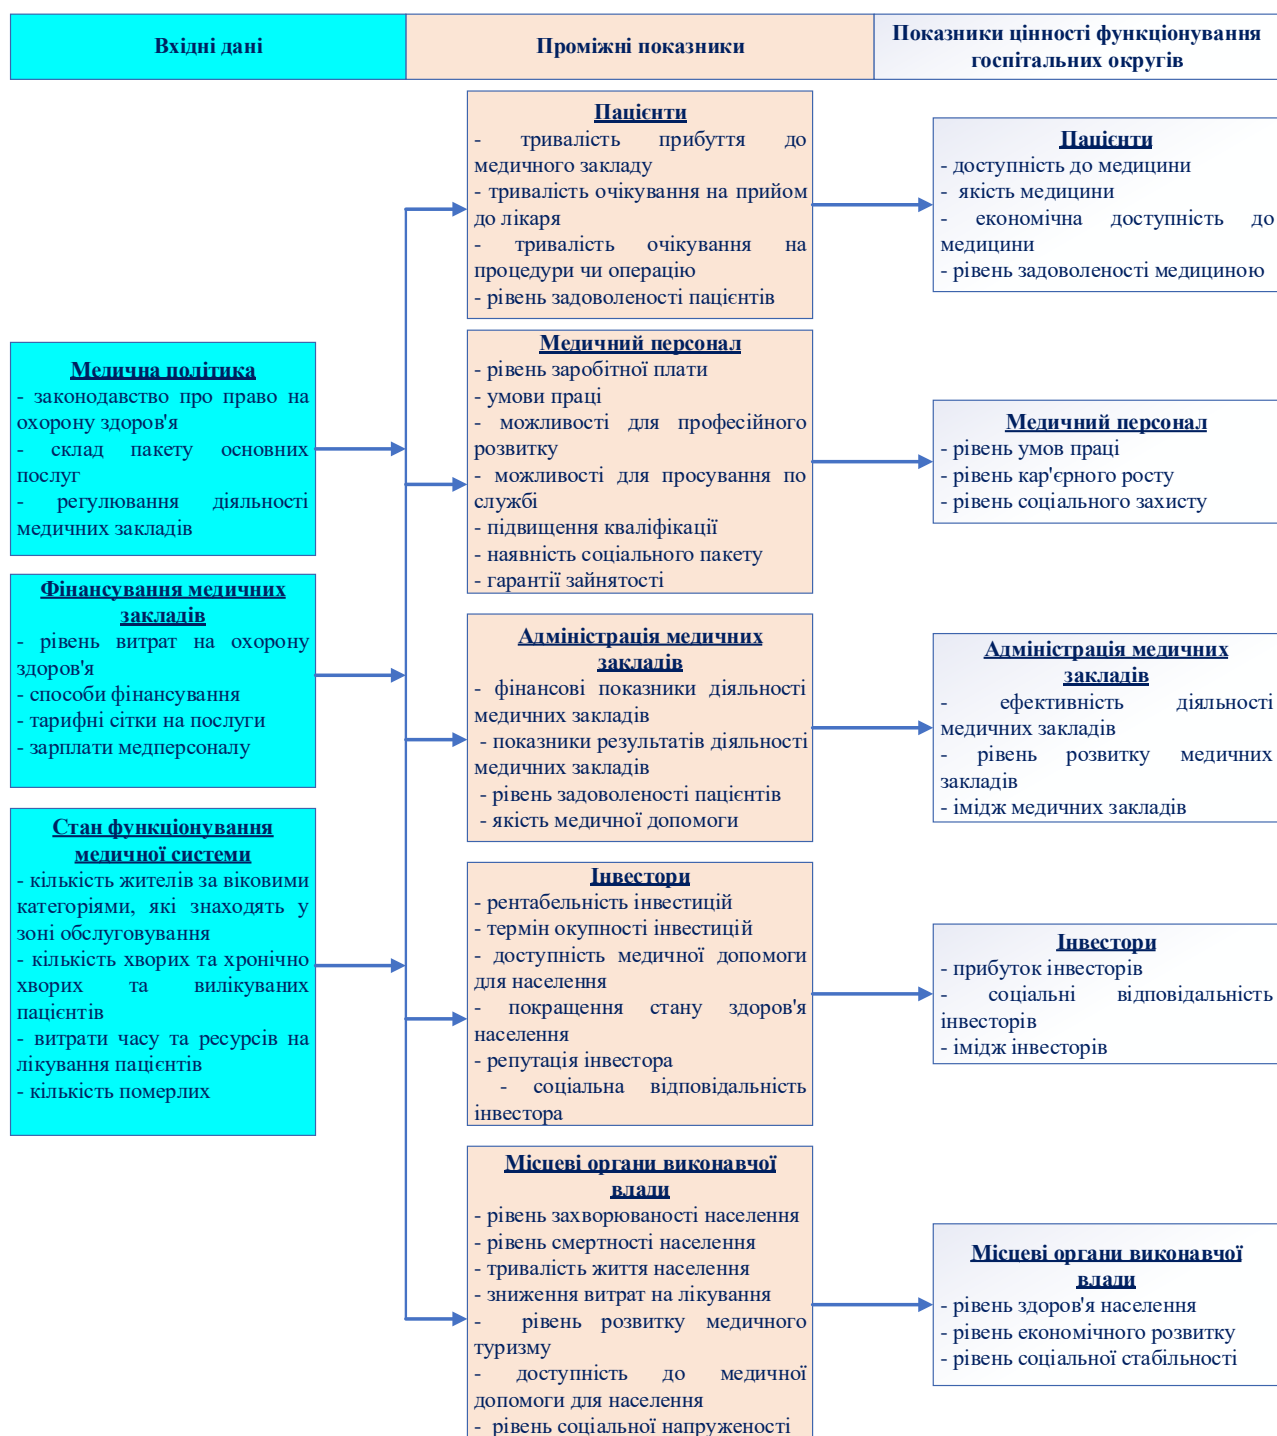 Вхідні дані
Проміжні показники
Показники цінності функціонування
госпітальних округів
Медична політика
- законодавство про право на
охорону здоров'я
- склад пакету основних
послуг
- регулювання діяльності
медичних закладів
Фінансування медичних
закладів
- рівень витрат на охорону
здоров'я
- способи фінансування
- тарифні сітки на послуги
- зарплати медперсоналу
Стан функціонування
медичної системи
- кількість жителів за віковими
категоріями, які знаходять у
зоні обслуговування
- кількість хворих та хронічно
хворих та вилікуваних
пацієнтів
- витрати часу та ресурсів на
лікування пацієнтів
- кількість померлих
Пацієнти
- тривалість прибуття до
медичного закладу
- тривалість очікування на прийом
до лікаря
- тривалість очікування на
процедури чи операцію
- рівень задоволеності пацієнтів
Медичний персонал
- рівень заробітної плати
- умови праці
- можливості для професійного
розвитку
- можливості для просування по
службі
- підвищення кваліфікації
- наявність соціального пакету
- гарантії зайнятості
Адміністрація медичних
закладів
- фінансові показники діяльності
медичних закладів
- показники результатів діяльності
медичних закладів
- рівень задоволеності пацієнтів
- якість медичної допомоги
Інвестори
- рентабельність інвестицій
- термін окупності інвестицій
- доступність медичної допомоги
для населення
- покращення стану здоров'я
населення
- репутація інвестора
- соціальна відповідальність
інвестора
Місцеві органи виконавчої
влади
- рівень захворюваності населення
- рівень смертності населення
- тривалість життя населення
- зниження витрат на лікування
- рівень розвитку медичного
туризму
- доступність до медичної
допомоги для населення
- рівень соціальної напруженості
Пацієнти
- доступність до медицини
- якість медицини
- економічна доступність до
медицини
- рівень задоволеності медициною
Медичний персонал
- рівень умов праці
- рівень кар'єрного росту
- рівень соціального захисту
Адміністрація медичних
закладів
- ефективність діяльності
медичних закладів
- рівень розвитку медичних
закладів
- імідж медичних закладів
Інвестори
- прибуток інвесторів
- соціальні відповідальність
інвесторів
- імідж інвесторів
Місцеві органи виконавчої
влади
- рівень здоров'я населення
- рівень економічного розвитку
- рівень соціальної стабільності